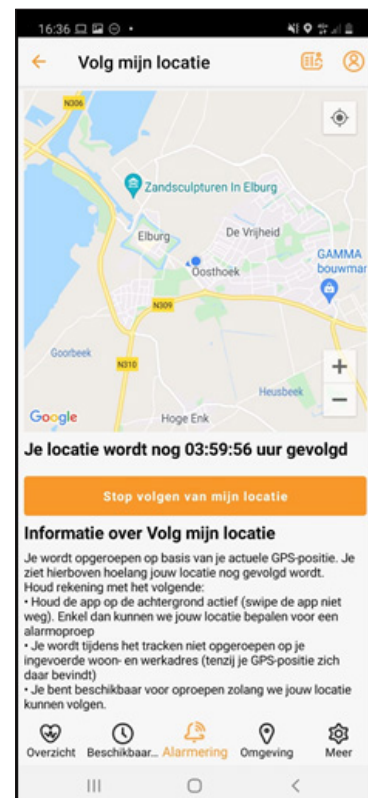 16:36
Volg mijn locatie
N306
Zandsculpturen In Elburg
Elburg
De Vrijheid
GAMMA
bouwmar
Oosthoek
N309
Goorbeek
N310
Heusbeek
Google
Hoge Enk
Je locatie wordt nog 03:59:56 uur gevolgd
Stop volgen van mijn locatie
Informatie over Volg mijn locatie
Je wordt opgeroepen op basis van je actuele GPS-positie. Je
ziet hierboven hoelang jouw locatie nog gevolgd wordt.
Houd rekening met het volgende:
• Houd de app op de achtergrond actief (swipe de app niet
weg). Enkel dan kunnen we jouw locatie bepalen voor een
alarmoproep
• Je wordt tijdens het tracken niet opgeroepen op je
ingevoerde woon- en werkadres (tenzij je GPS-positie zich
daar bevindt)
• Je bent beschikbaar voor oproepen zolang we jouw locatie
kunnen volgen.
Overzicht Beschikbaar... Alarmering Omgeving Meer